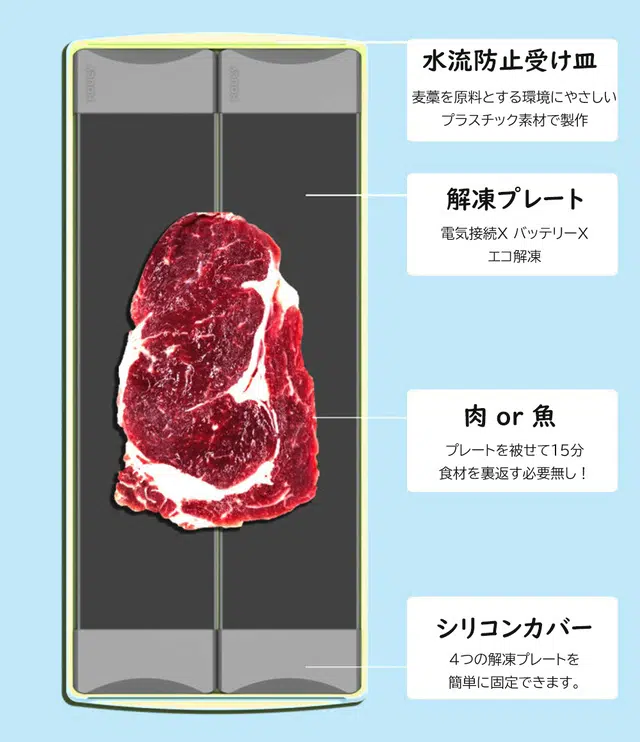 水流防止受け皿
麦藁を原料とする環境にやさしい
プラスチック素材で製作
解凍プレート
電気接続X バッテリーX
エコ解凍
肉 or 魚
プレートを被せて15分
食材を裏返す必要無し！
シリコンカバー
4つの解凍プレートを
簡単に固定できます。